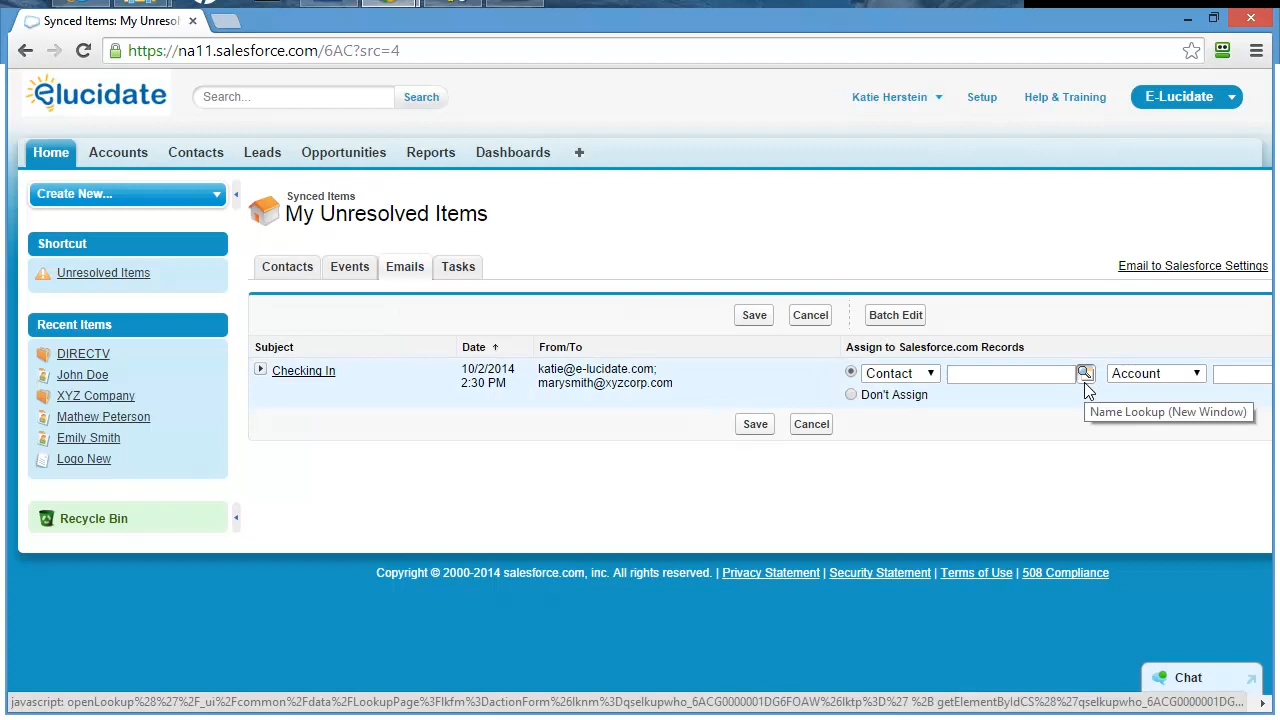 Synced Items: My Unresol
https://na11.salesforce.com/6AC?src=4
elucidate
Search...
Search
Katie Herstein
Setup
Help & Training
E-Lucidate
Home
Accounts
Contacts
Leads
Opportunities
Reports
Dashboards
Create New...
Shortcut
Unresolved Items
Recent Items
DIRECTV
John Doe
XYZ Company
Mathew Peterson
Emily Smith
Logo New
Recycle Bin
Synced Items
My Unresolved Items
Contacts
Events
Emails
Tasks
Email to Salesforce Settings
Save
Cancel
Batch Edit
Subject
Date
From/To
Assign to Salesforce.com Records
Checking In
10/2/2014
2:30 PM
katie@e-lucidate.com;
marysmith@xyzcorp.com
Contact
Account
Don't Assign
Name Lookup (New Window)
Save
Cancel
Copyright © 2000-2014 salesforce.com, inc. All rights reserved. | Privacy Statement | Security Statement | Terms of Use | 508 Compliance
Chat
javascript: openLookup%28%27%2F_ui%2Fcommon%2Fdata%2FLookupPage%3Flkfm%3DactionForm%26lknm%3Dqselkupwho_6ACG0000001DG6FOAW%26lktp%3D%27 %2B getElementByIdCS%28%27qselkupwho_6ACG0000001DG...